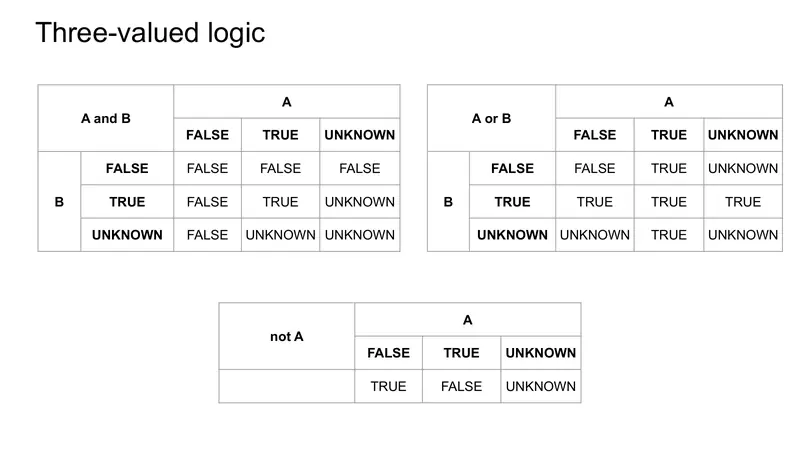 Three-valued logic
A and B A
FALSE TRUE UNKNOWN
B FALSE FALSE FALSE FALSE
TRUE FALSE TRUE UNKNOWN
UNKNOWN FALSE UNKNOWN UNKNOWN
A or B A
FALSE TRUE UNKNOWN
B FALSE FALSE TRUE UNKNOWN
TRUE TRUE TRUE TRUE
UNKNOWN UNKNOWN TRUE UNKNOWN
not A A
FALSE TRUE UNKNOWN
TRUE FALSE UNKNOWN